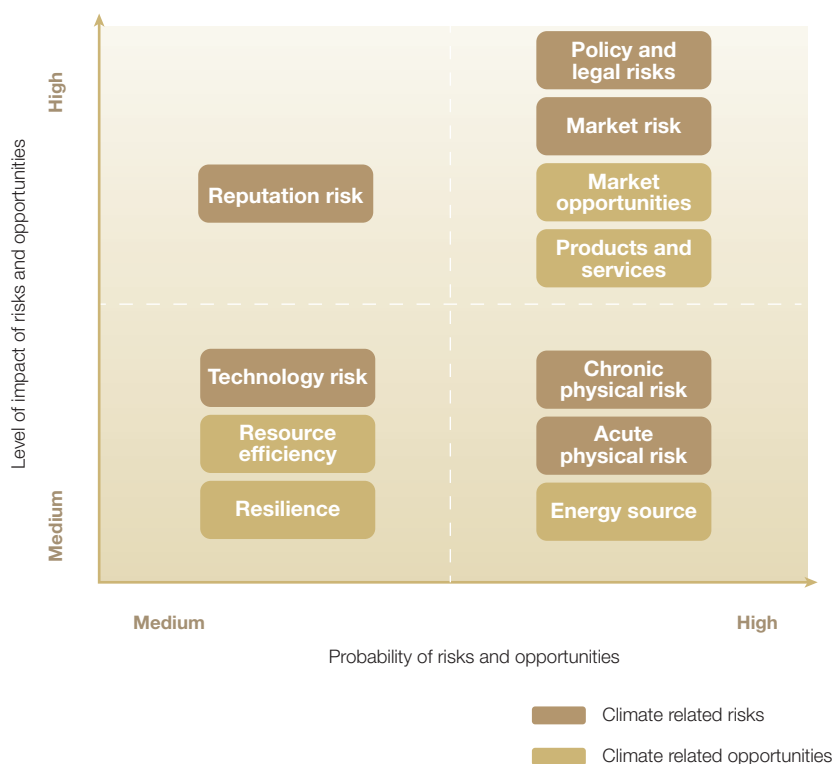 Level of impact of risks and opportunities
High
Medium
Policy and
legal risks
Market risk
Reputation risk
Market
opportunities
Products and
services
Technology risk
Chronic
physical risk
Resource
efficiency
Acute
physical risk
Resilience
Energy source
Medium
High
Probability of risks and opportunities
Climate related risks
Climate related opportunities